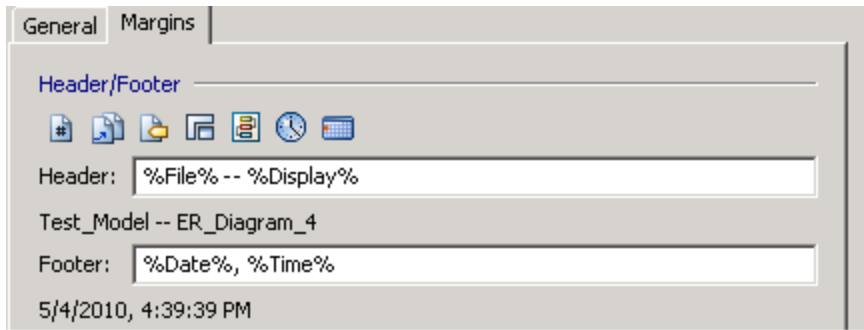 General Margins
Header/Footer
#
Header: %File% -- %Display%
Test_Model -- ER_Diagram_4
Footer: %Date%, %Time%
5/4/2010, 4:39:39 PM